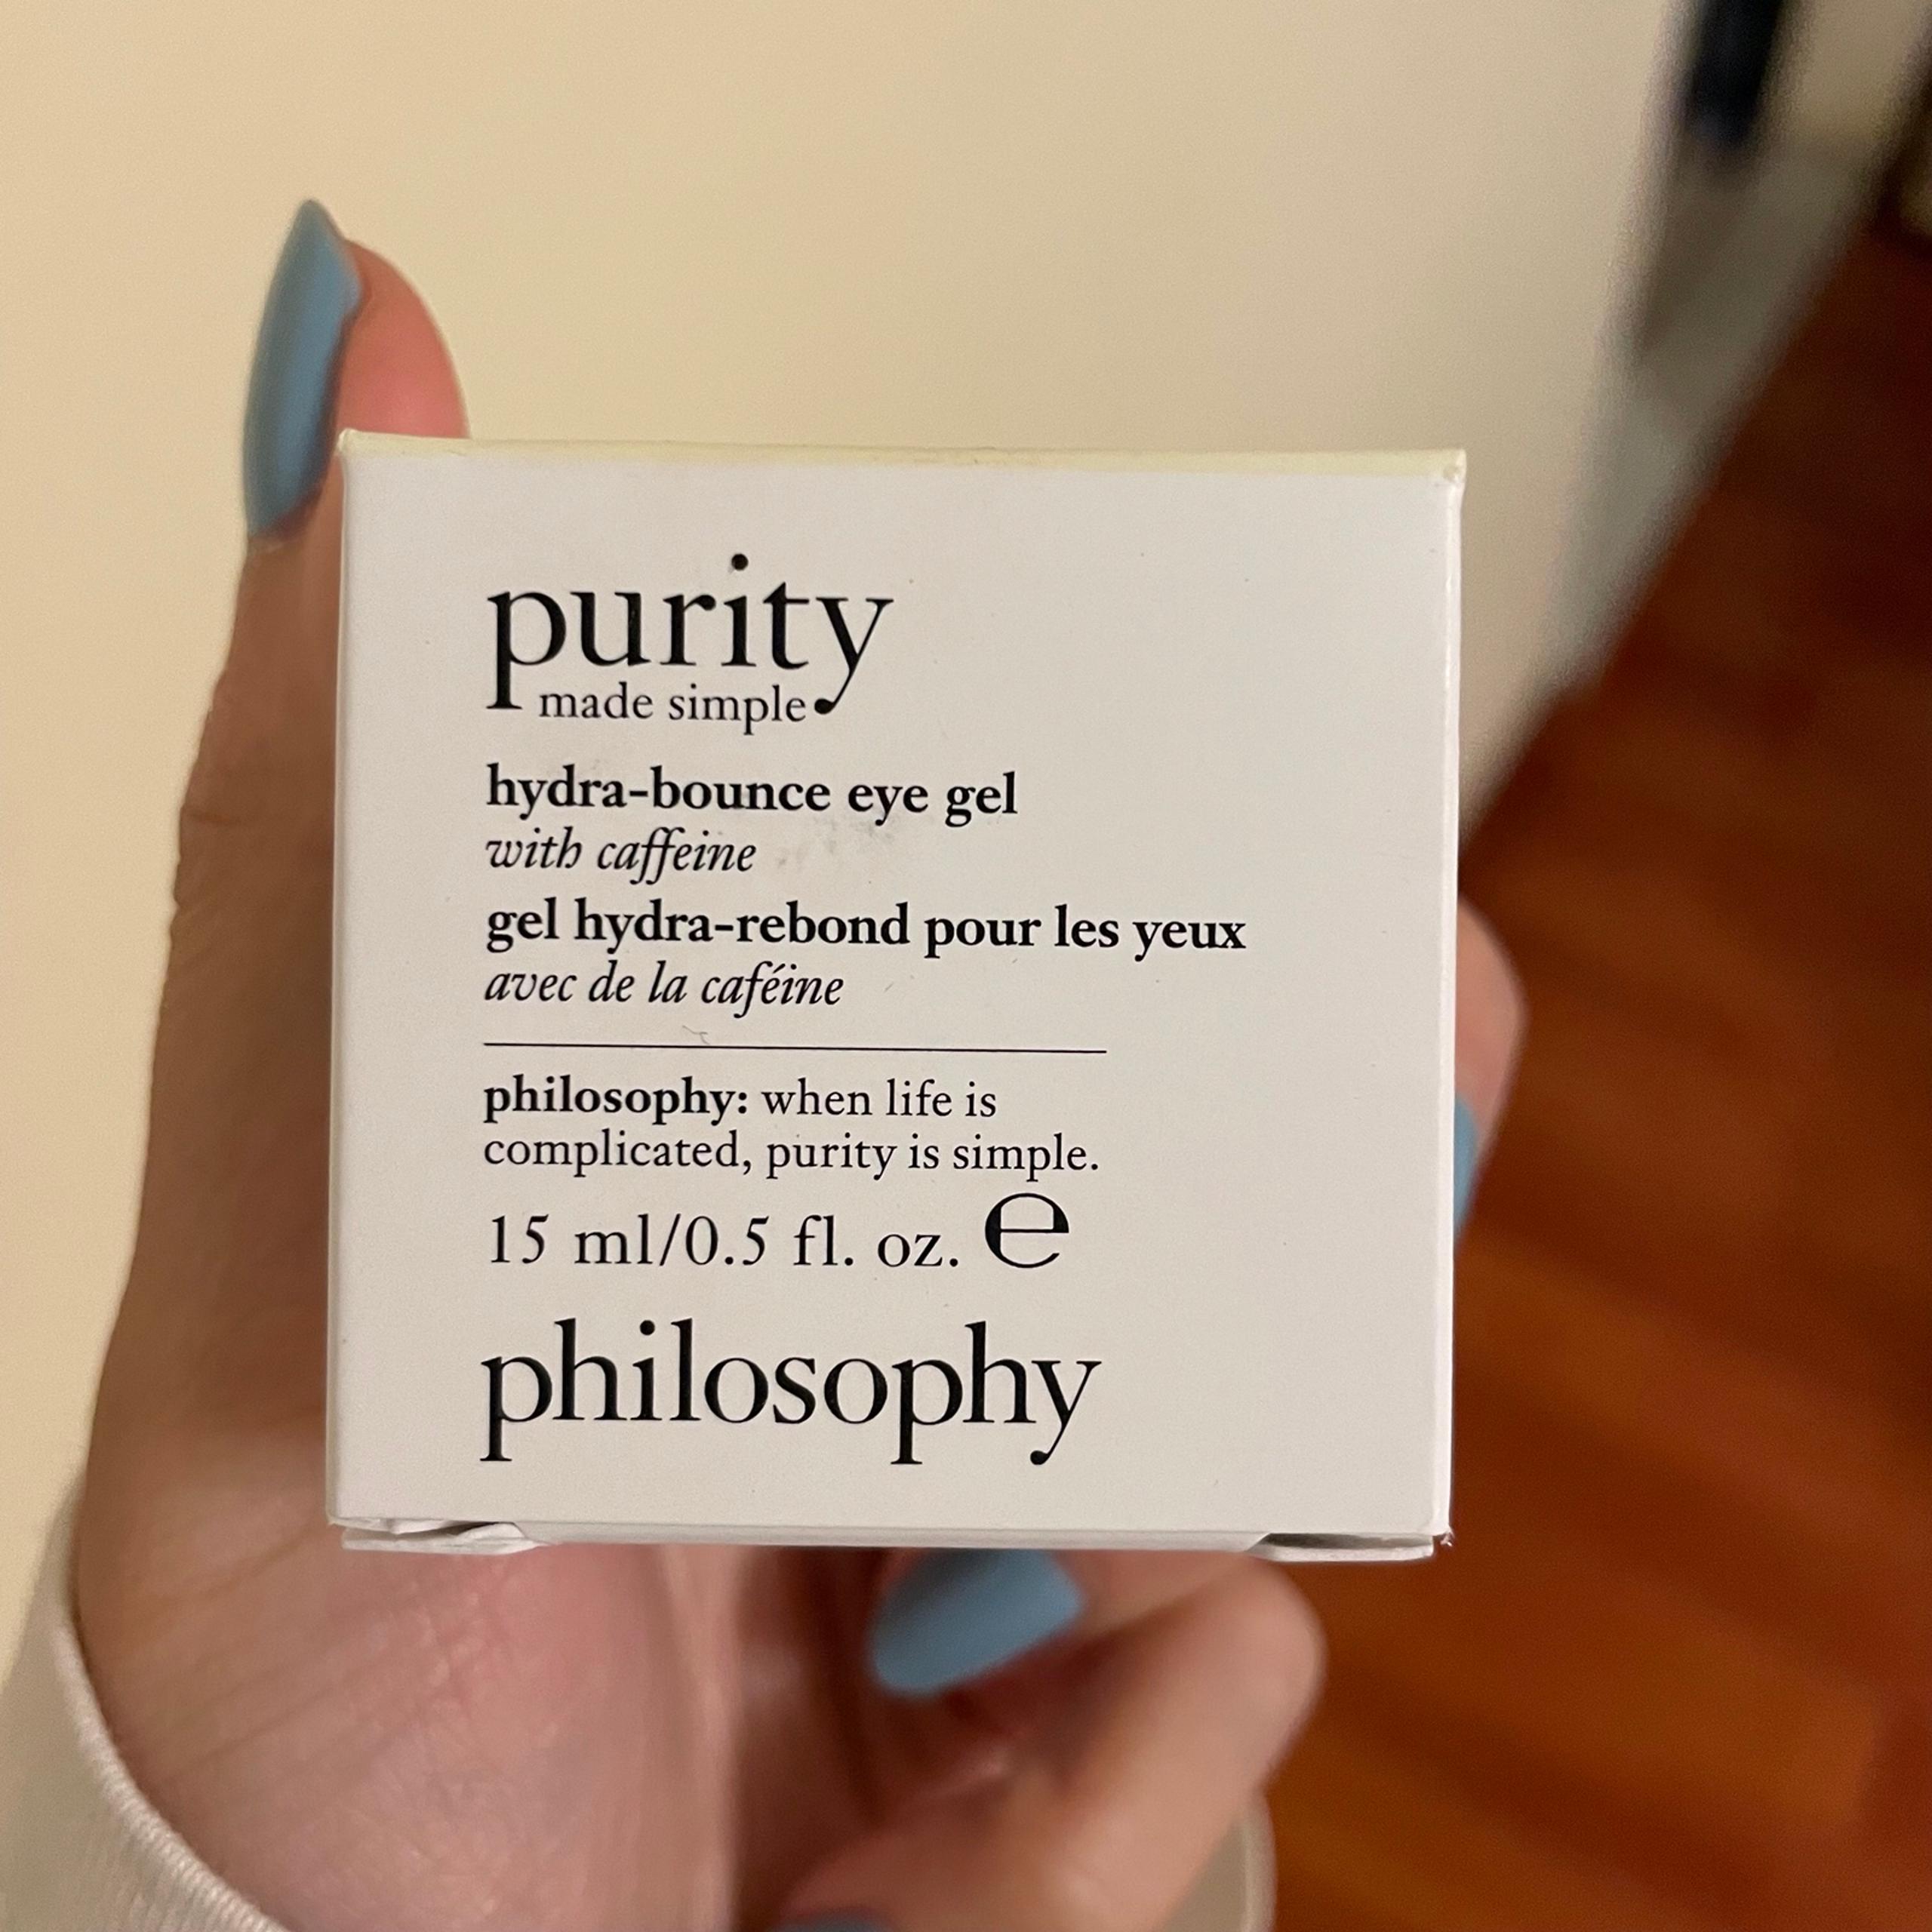 purity
made simple
hydra-bounce eye gel
with caffeine
gel hydra-rebond pour les yeux
avec de la caféine
philosophy: when life is
complicated, purity is simple.
15 ml/0.5 fl. oz. ℮
philosophy